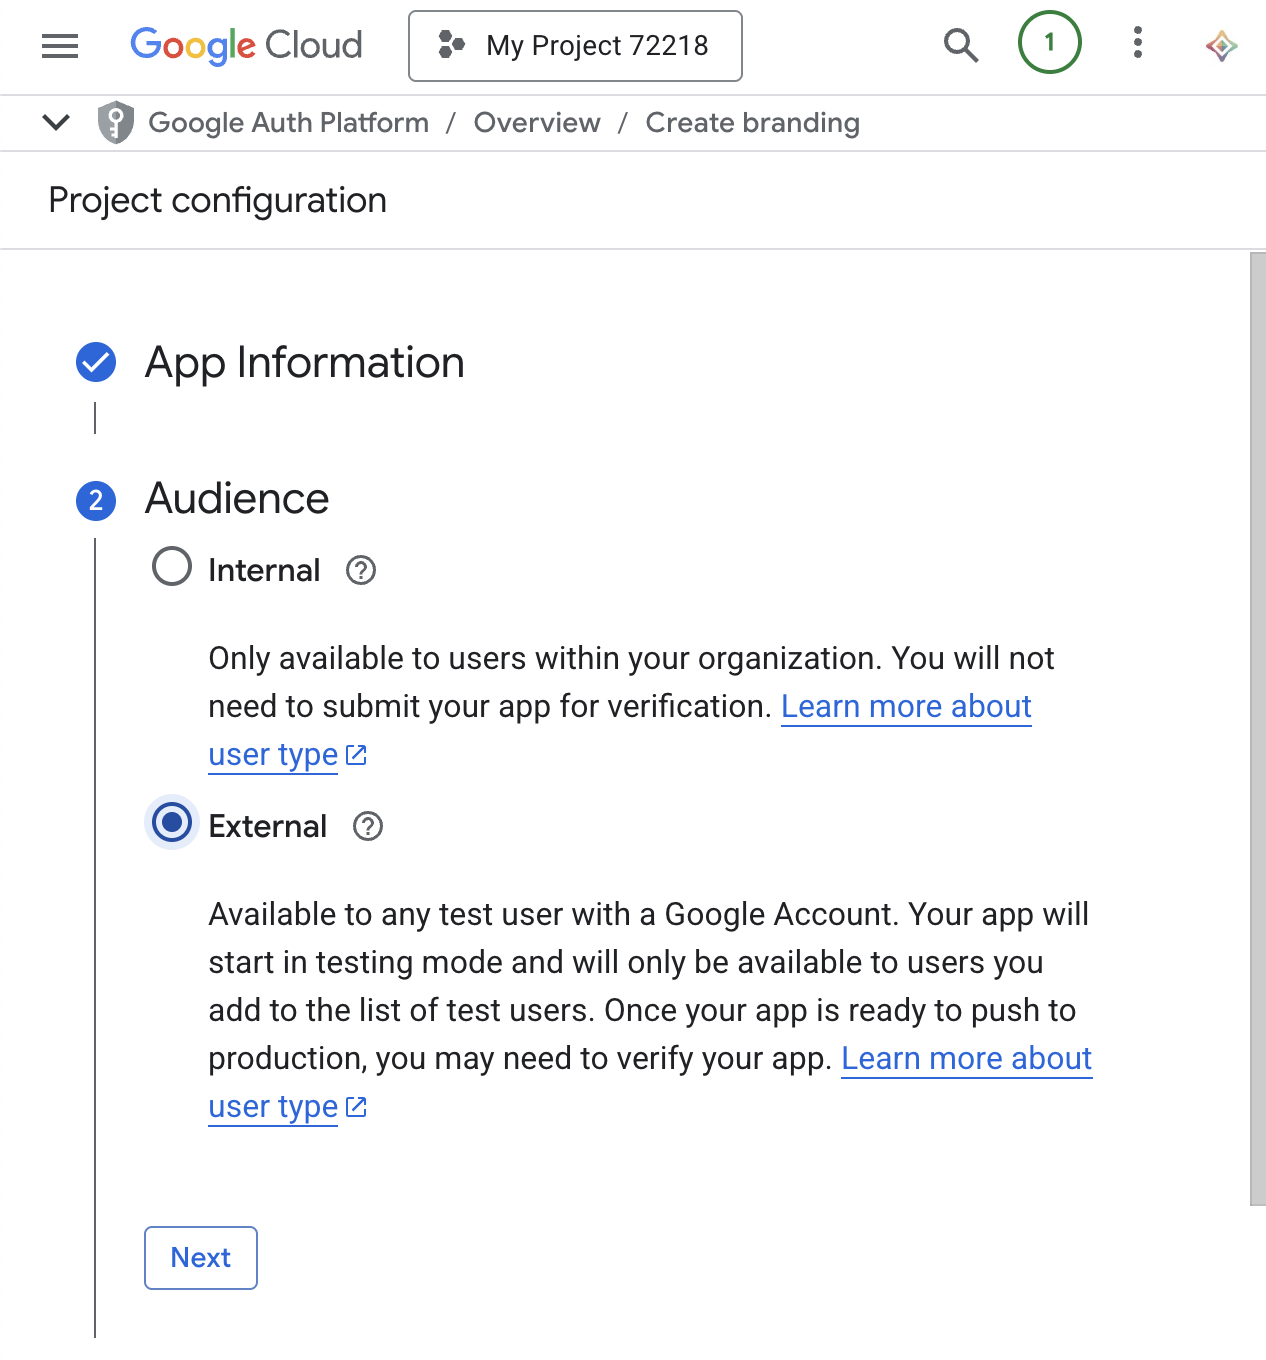 Google Cloud
My Project 72218
1
Google Auth Platform / Overview / Create branding
Project configuration
App Information
2 Audience
Internal
Only available to users within your organization. You will not
need to submit your app for verification. Learn more about
user type
External
Available to any test user with a Google Account. Your app will
start in testing mode and will only be available to users you
add to the list of test users. Once your app is ready to push to
production, you may need to verify your app. Learn more about
user type
Next